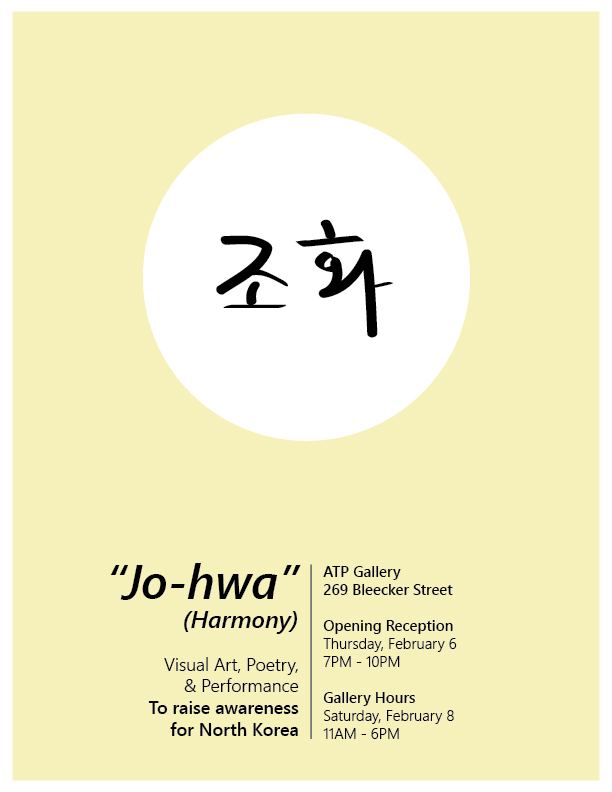 조화
“Jo-hwa”
(Harmony)
Visual Art, Poetry,
& Performance
To raise awareness
for North Korea
ATP Gallery
269 Bleecker Street
Opening Reception
Thursday, February 6
7PM - 10PM
Gallery Hours
Saturday, February 8
11AM - 6PM